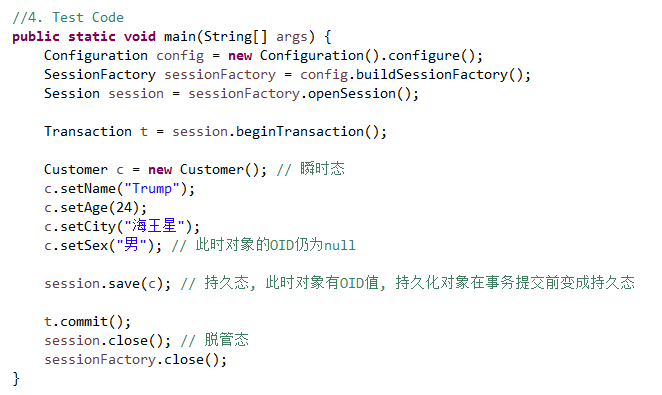 //4. Test Code
public static void main(String[] args) {
    Configuration config = new Configuration().configure();
    SessionFactory sessionFactory = config.buildSessionFactory();
    Session session = sessionFactory.openSession();

    Transaction t = session.beginTransaction();

    Customer c = new Customer(); // 瞬时态
    c.setName("Trump");
    c.setAge(24);
    c.setCity("海王星");
    c.setSex("男"); // 此时对象的OID仍为null

    session.save(c); // 持久态, 此时对象有OID值, 持久化对象在事务提交前变成持久态

    t.commit();
    session.close(); // 脱管态
    sessionFactory.close();
}